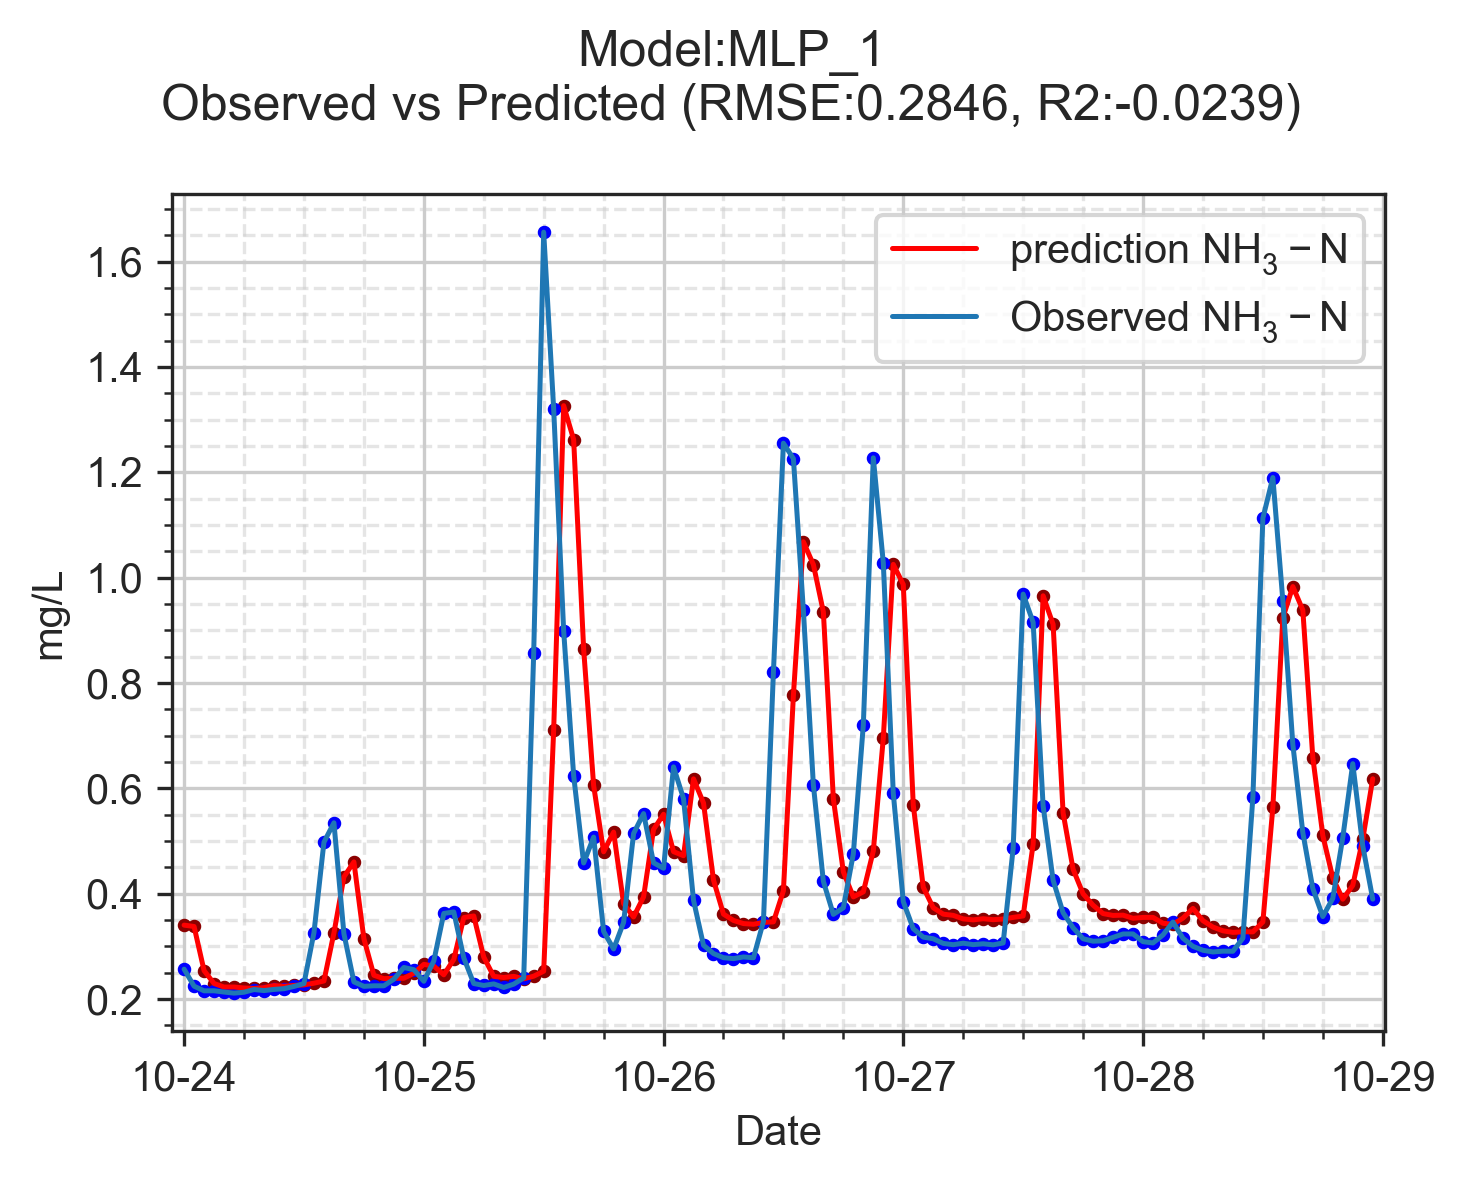 Model:MLP_1
Observed vs Predicted (RMSE:0.2846, R2:-0.0239)
prediction NH₃ − N
Observed NH₃ − N
1.6
1.4
1.2
1.0
0.8
0.6
0.4
0.2
mg/L
10-24
10-25
10-26
10-27
10-28
10-29
Date